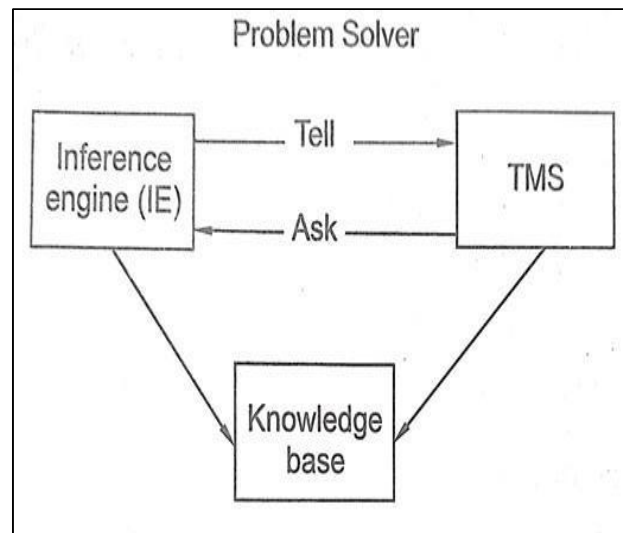 Problem Solver
Inference
engine (IE)
Tell
Ask
TMS
Knowledge
base